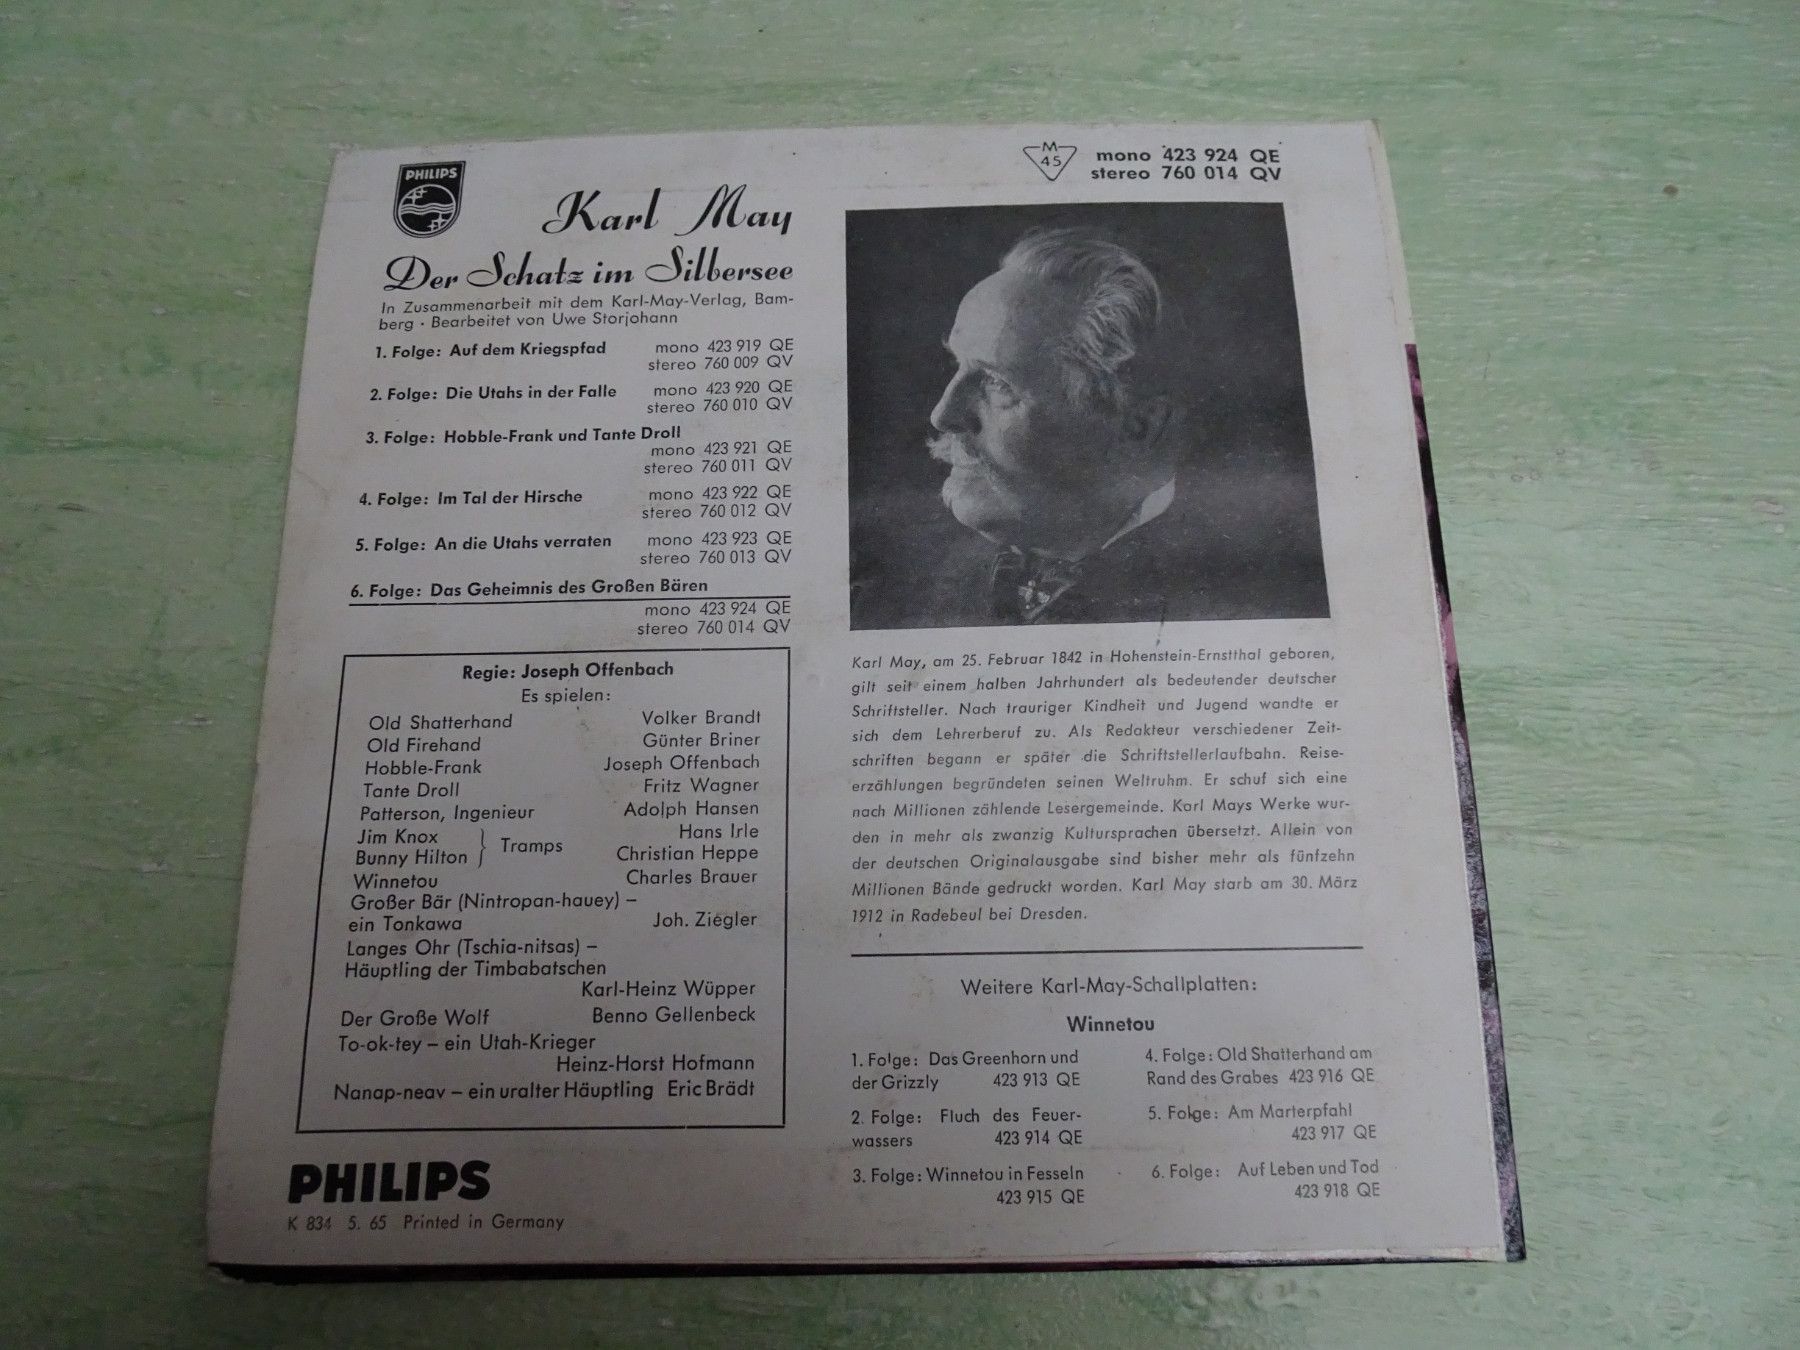 PHILIPS
Karl May
Der Schatz im Silbersee
In Zusammenarbeit mit dem Karl-May-Verlag, Bam-
berg · Bearbeitet von Uwe Storjohann
1. Folge: Auf dem Kriegspfad mono 423 919 QE
stereo 760 009 QV
2. Folge: Die Utahs in der Falle mono 423 920 QE
stereo 760 010 QV
3. Folge: Hobble-Frank und Tante Droll
mono 423 921 QE
stereo 760 011 QV
4. Folge: Im Tal der Hirsche mono 423 922 QE
stereo 760 012 QV
5. Folge: An die Utahs verraten mono 423 923 QE
stereo 760 013 QV
6. Folge: Das Geheimnis des Großen Bären
mono 423 924 QE
stereo 760 014 QV
Regie: Joseph Offenbach
Es spielen:
Old Shatterhand Volker Brandt
Old Firehand Günter Briner
Hobble-Frank Joseph Offenbach
Tante Droll Fritz Wagner
Patterson, Ingenieur Adolph Hansen
Jim Knox Hans Irle
Tramps
Bunny Hilton Christian Heppe
Winnetou Charles Brauer
Großer Bär (Nintropan-hauey) –
ein Tonkawa Joh. Ziegler
Langes Ohr (Tschia-nitsas) –
Häuptling der Timbabatschen
Karl-Heinz Wüpper
Der Große Wolf Benno Gellenbeck
To-ok-tey – ein Utah-Krieger
Heinz-Horst Hofmann
Nanap-neav – ein uralter Häuptling Eric Brädt
PHILIPS
K 834 5. 65 Printed in Germany
M
45
mono 423 924 QE
stereo 760 014 QV
Karl May, am 25. Februar 1842 in Hohenstein-Ernstthal geboren,
gilt seit einem halben Jahrhundert als bedeutender deutscher
Schriftsteller. Nach trauriger Kindheit und Jugend wandte er
sich dem Lehrerberuf zu. Als Redakteur verschiedener Zeit-
schriften begann er später die Schriftstellerlaufbahn. Reise-
erzählungen begründeten seinen Weltruhm. Er schuf sich eine
nach Millionen zählende Lesergemeinde. Karl Mays Werke wur-
den in mehr als zwanzig Kultursprachen übersetzt. Allein von
der deutschen Originalausgabe sind bisher mehr als fünfzehn
Millionen Bände gedruckt worden. Karl May starb am 30. März
1912 in Radebeul bei Dresden.
Weitere Karl-May-Schallplatten:
Winnetou
1. Folge: Das Greenhorn und
der Grizzly 423 913 QE
2. Folge: Fluch des Feuer-
wassers 423 914 QE
3. Folge: Winnetou in Fesseln
423 915 QE
4. Folge: Old Shatterhand am
Rand des Grabes 423 916 QE
5. Folge: Am Marterpfahl
423 917 QE
6. Folge: Auf Leben und Tod
423 918 QE